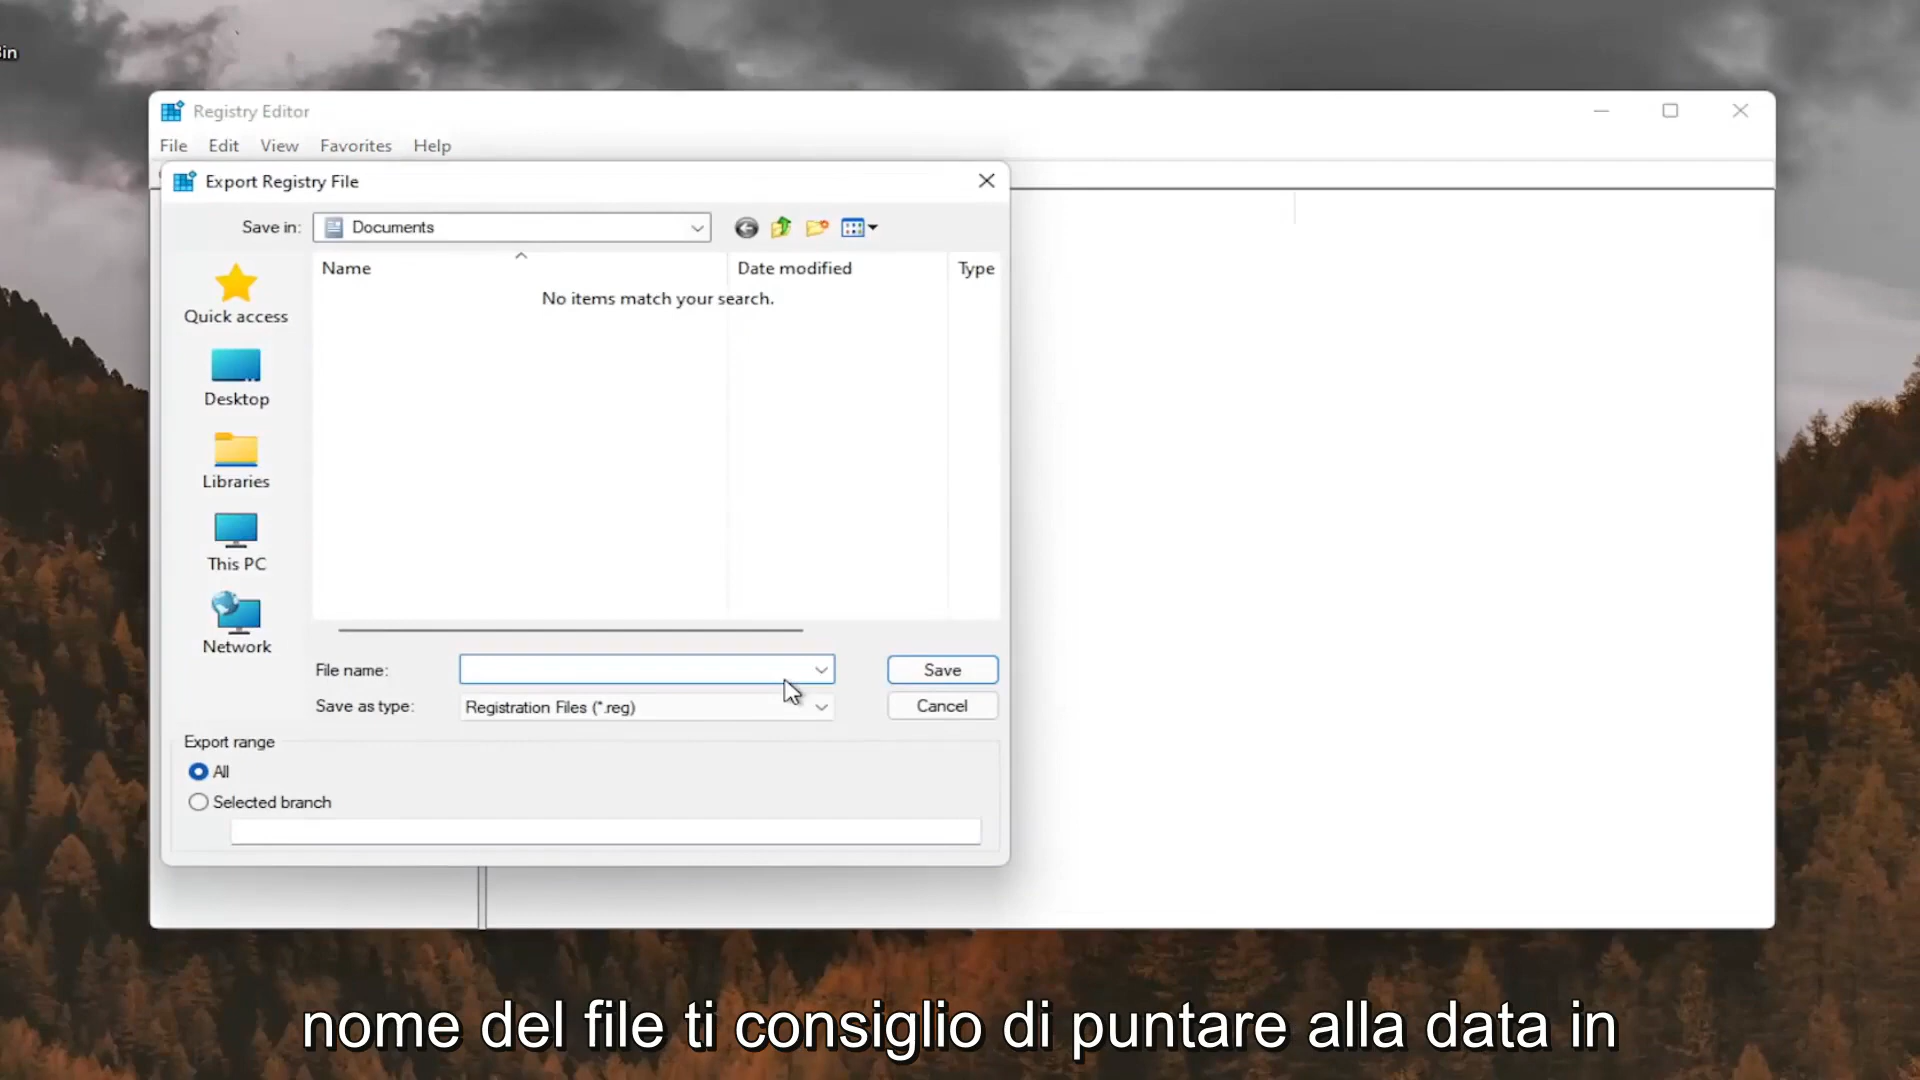 in
Registry Editor
File Edit View Favorites Help
Export Registry File
Save in: Documents
Name Date modified Type
No items match your search.
Quick access
Desktop
Libraries
This PC
Network
File name: Save
Save as type: Registration Files (*.reg) Cancel
Export range
All
Selected branch
nome del file ti consiglio di puntare alla data in